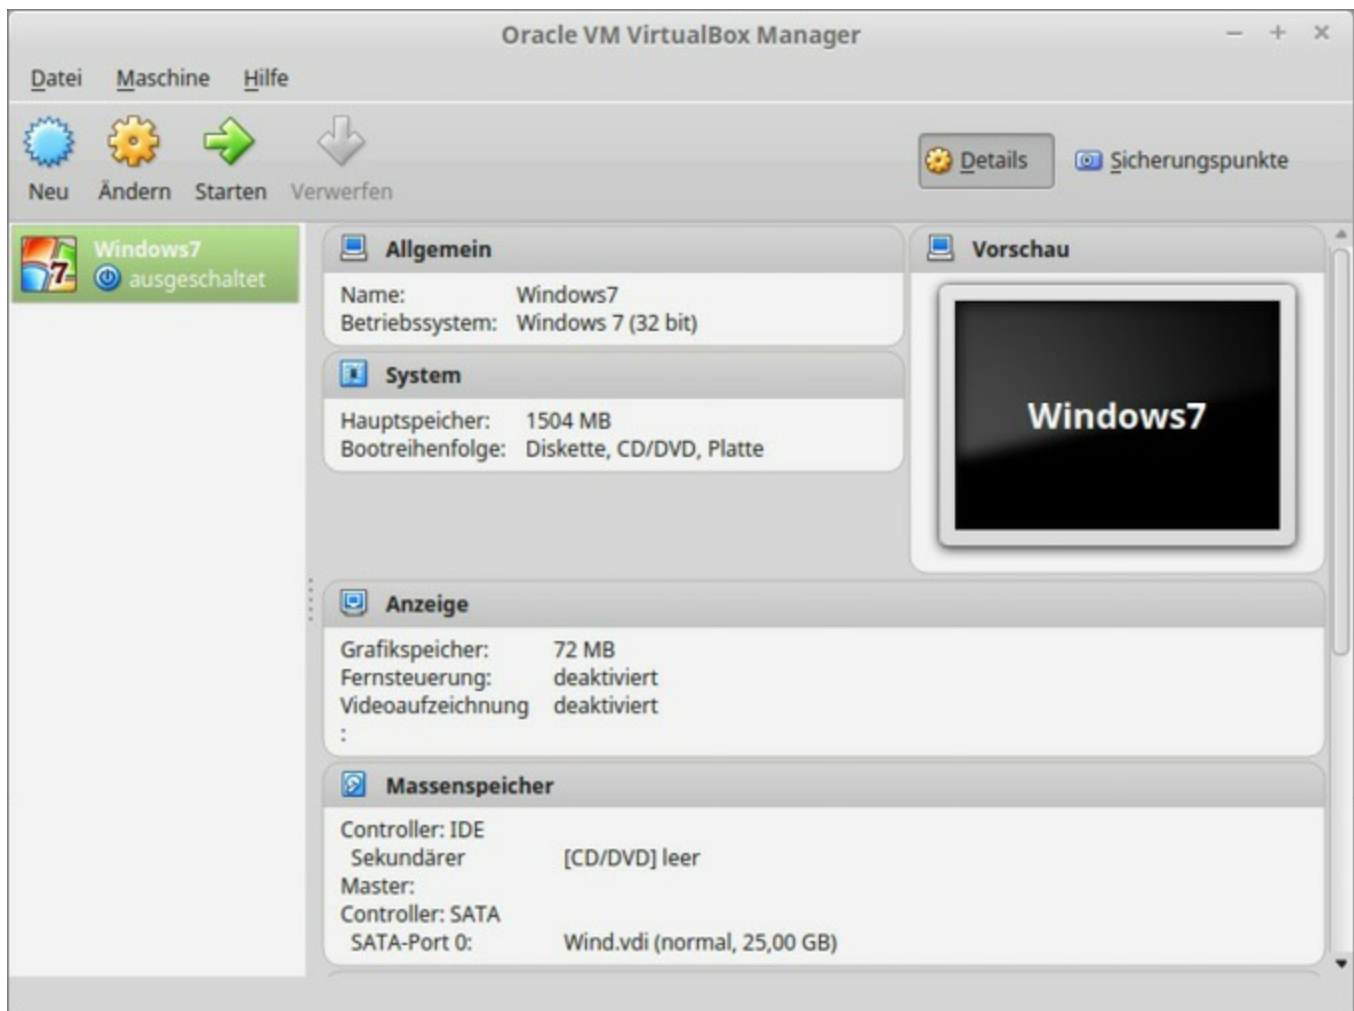 Oracle VM VirtualBox Manager
Datei Maschine Hilfe
Neu Ändern Starten Verwerfen
Details Sicherungspunkte
7
Windows7
ausgeschaltet
Allgemein
Name: Windows7
Betriebssystem: Windows 7 (32 bit)
System
Hauptspeicher: 1504 MB
Bootreihenfolge: Diskette, CD/DVD, Platte
Vorschau
Windows7
Anzeige
Grafikspeicher: 72 MB
Fernsteuerung: deaktiviert
Videoaufzeichnung deaktiviert
:
Massenspeicher
Controller: IDE
Sekundärer [CD/DVD] leer
Master:
Controller: SATA
SATA-Port 0: Wind.vdi (normal, 25,00 GB)